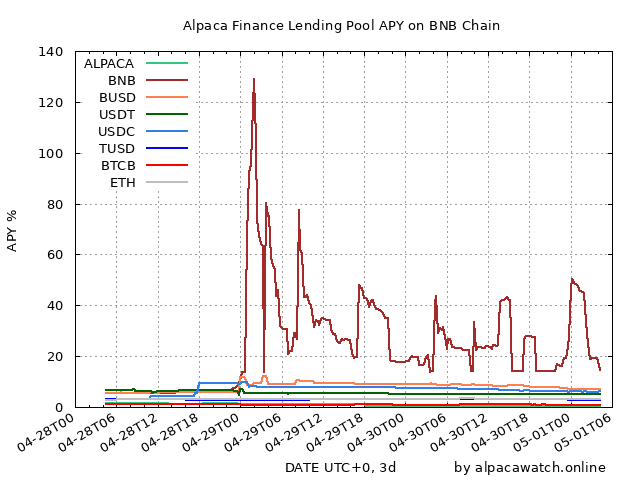 Alpaca Finance Lending Pool APY on BNB Chain
APY %
140
120
100
80
60
40
20
0
ALPACA
BNB
BUSD
USDT
USDC
TUSD
BTCB
ETH
04-28T00
04-28T06
04-28T12
04-28T18
04-29T00
04-29T06
04-29T12
04-29T18
04-30T00
04-30T06
04-30T12
04-30T18
05-01T00
05-01T06
DATE UTC+0, 3d
by alpacawatch.online